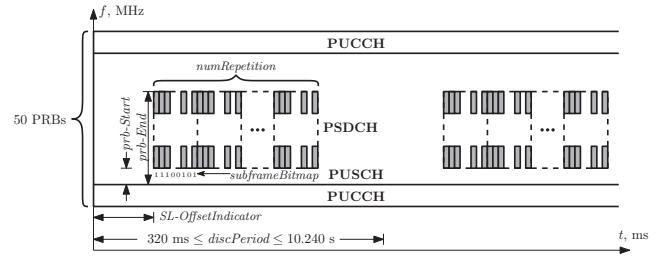 f, MHz
PUCCH
numRepetition
50 PRBs
prb-Start
prb-End
PSDCH
...
...
11100101
subframeBitmap
PUSCH
PUCCH
SL-OffsetIndicator
320 ms ≤ discPeriod ≤ 10.240 s
t, ms